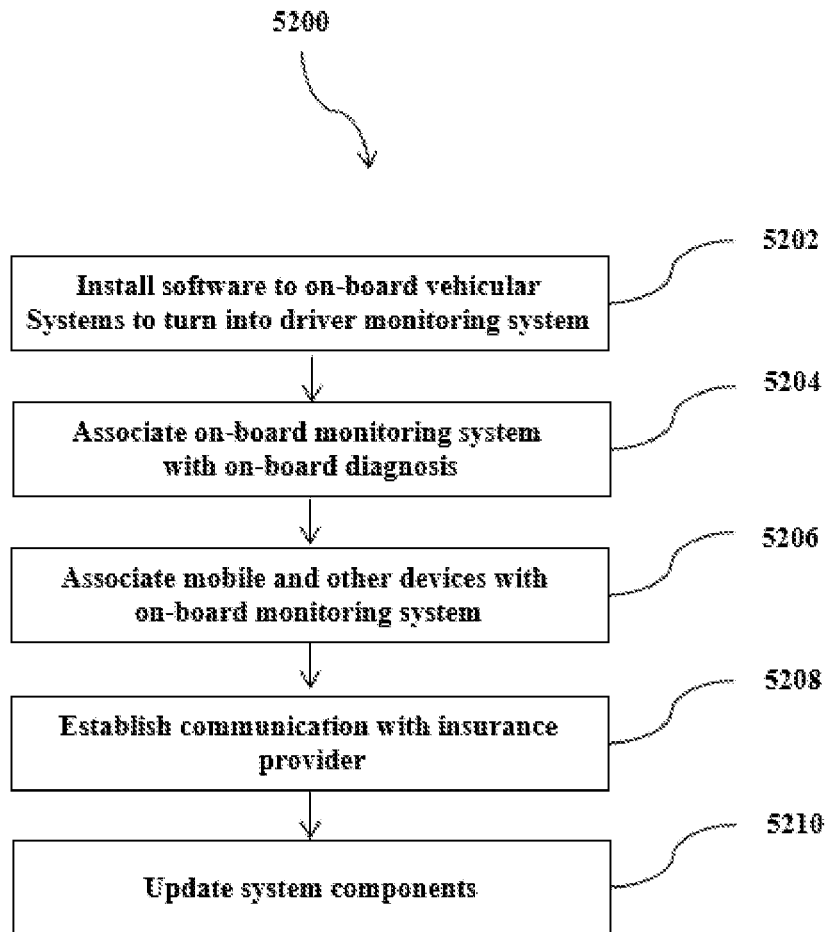 5200
5202
Install software to on-board vehicular
Systems to turn into driver monitoring system
5204
Associate on-board monitoring system
with on-board diagnosis
5206
Associate mobile and other devices with
on-board monitoring system
5208
Establish communication with insurance
provider
5210
Update system components